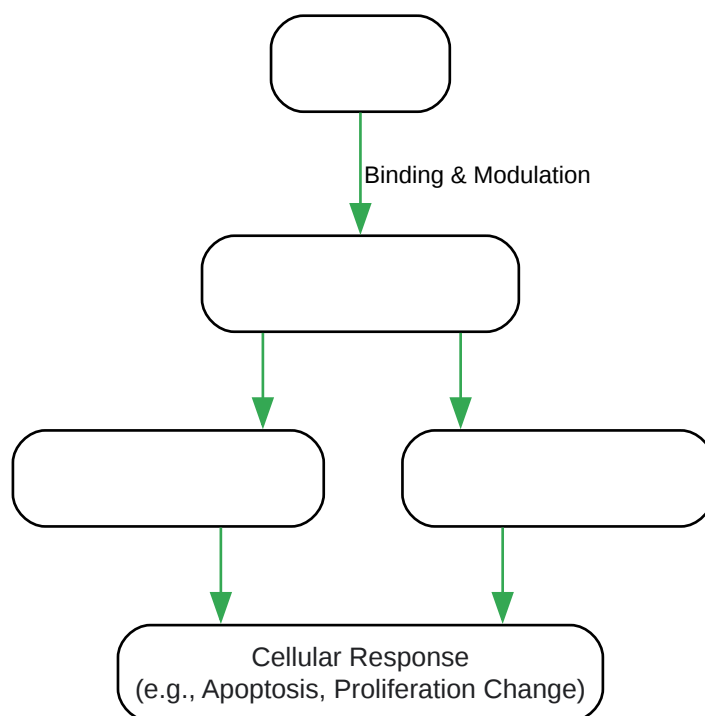 Binding & Modulation
Cellular Response
(e.g., Apoptosis, Proliferation Change)